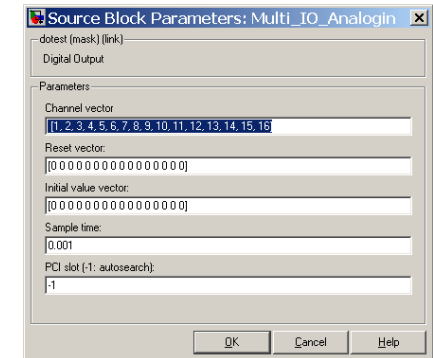 Source Block Parameters: Multi_IO_Analogin
dotest (mask) (link)
Digital Output
Parameters
Channel vector
[1, 2, 3, 4, 5, 6, 7, 8, 9, 10, 11, 12, 13, 14, 15, 16]
Reset vector:
[0 0 0 0 0 0 0 0 0 0 0 0 0 0 0 0]
Initial value vector:
[0 0 0 0 0 0 0 0 0 0 0 0 0 0 0 0]
Sample time:
0.001
PCI slot (-1: autosearch):
-1
OK Cancel Help